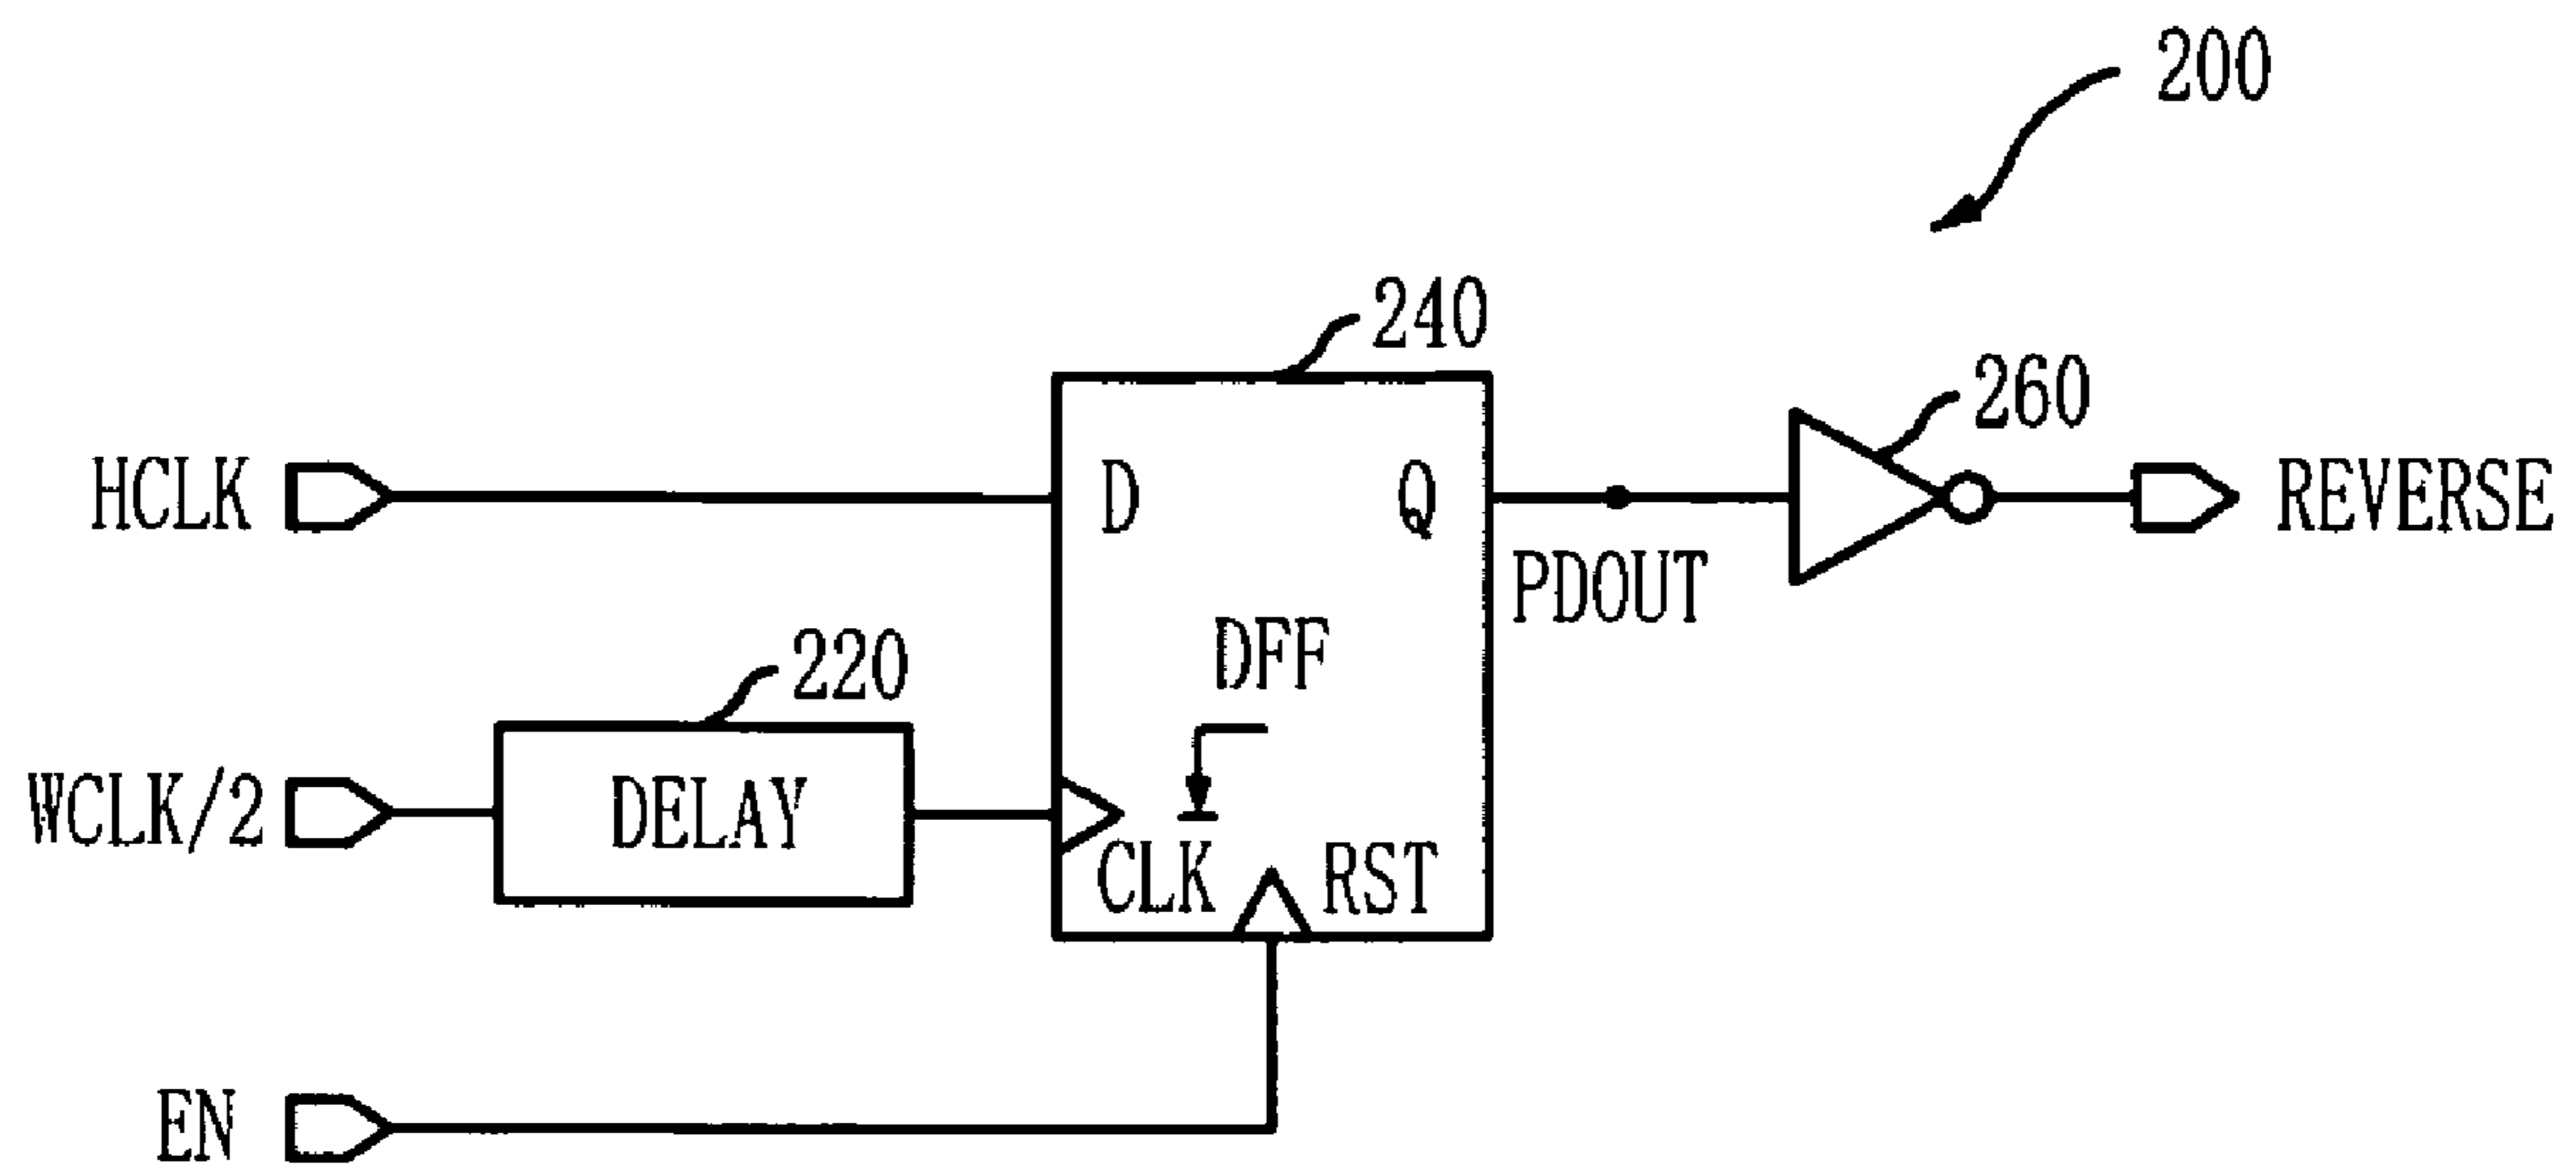 200
240
260
HCLK
D
Q
REVERSE
PDOUT
DFF
220
WCLK/2
DELAY
CLK
RST
EN